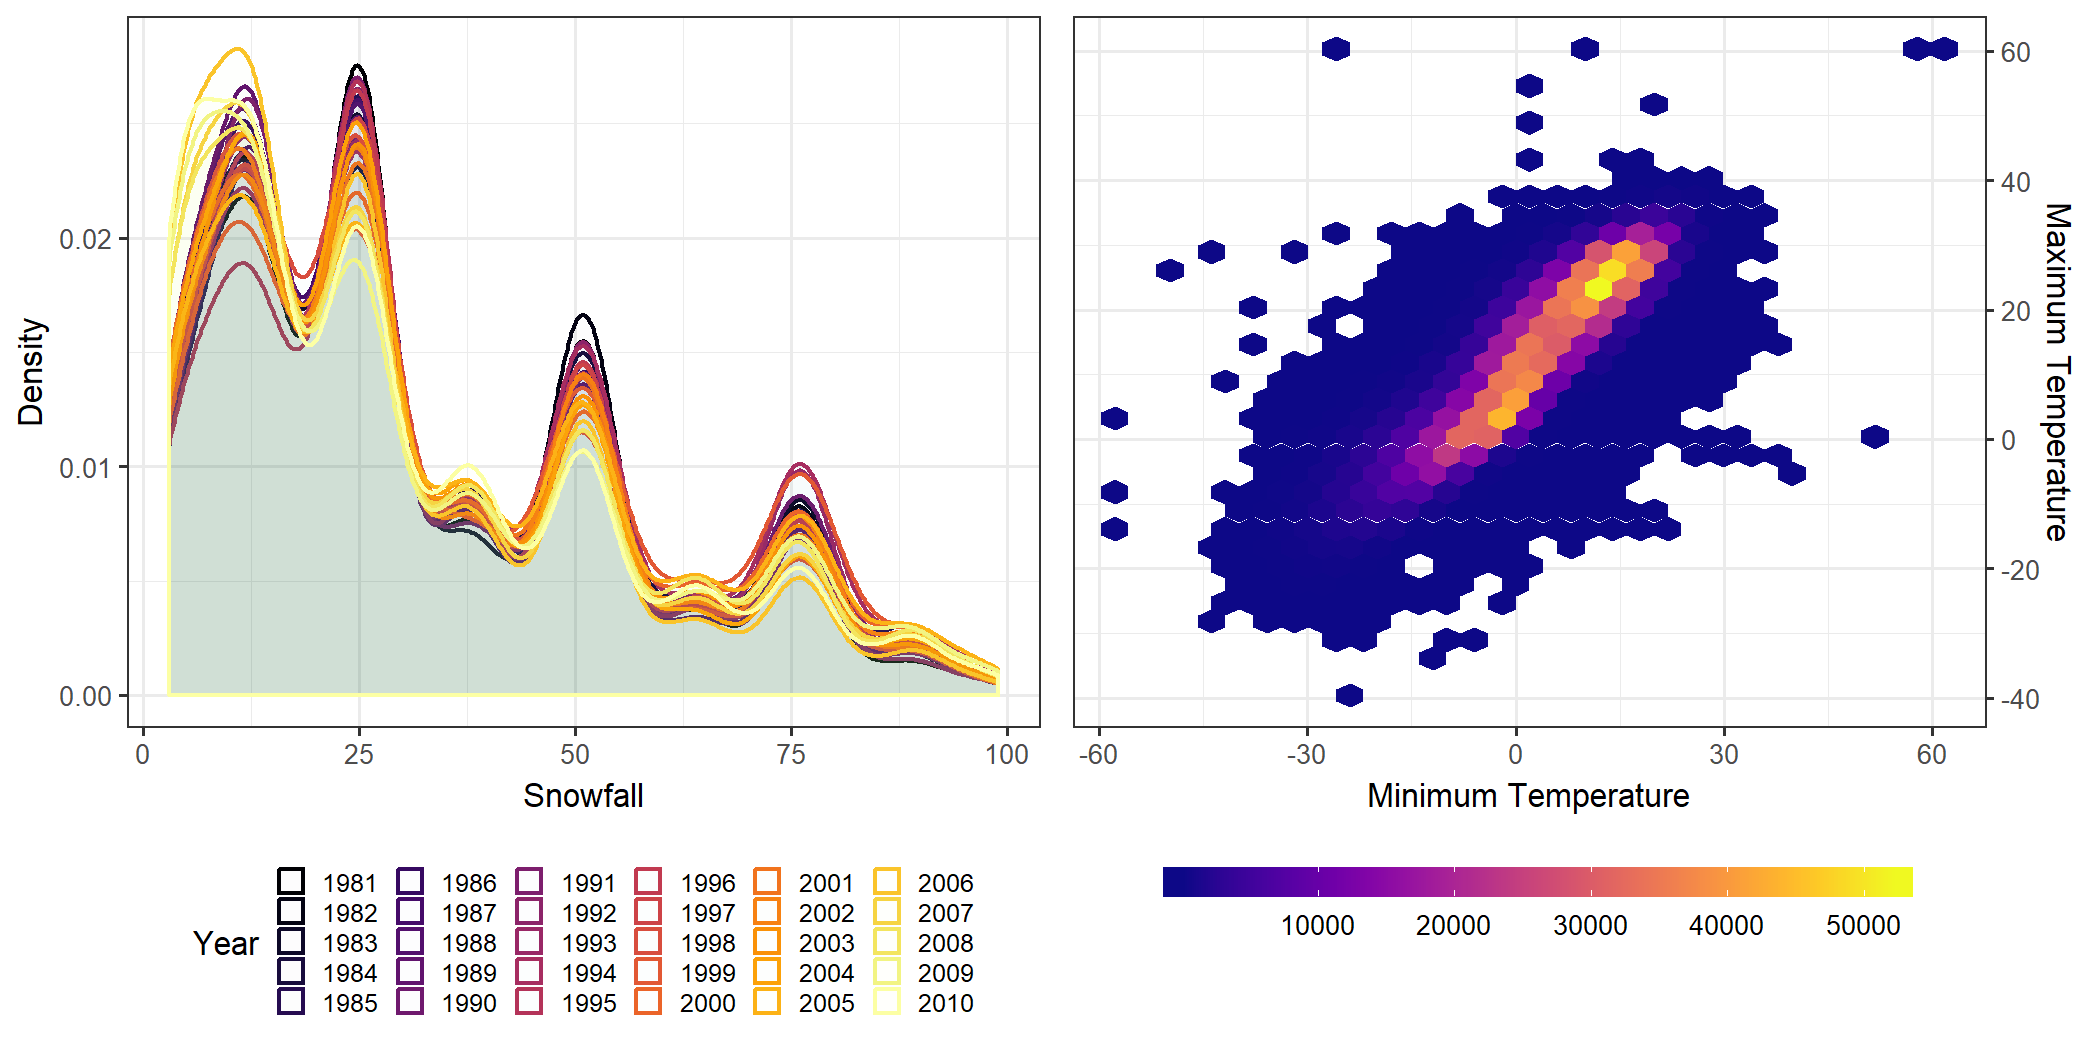 Density
0.02
0.01
0.00
0 25 50 75 100
Snowfall
60
40
20
0
-20
-40
Maximum Temperature
-60 -30 0 30 60
Minimum Temperature
Year
1981 1986 1991 1996 2001 2006
1982 1987 1992 1997 2002 2007
1983 1988 1993 1998 2003 2008
1984 1989 1994 1999 2004 2009
1985 1990 1995 2000 2005 2010
10000 20000 30000 40000 50000